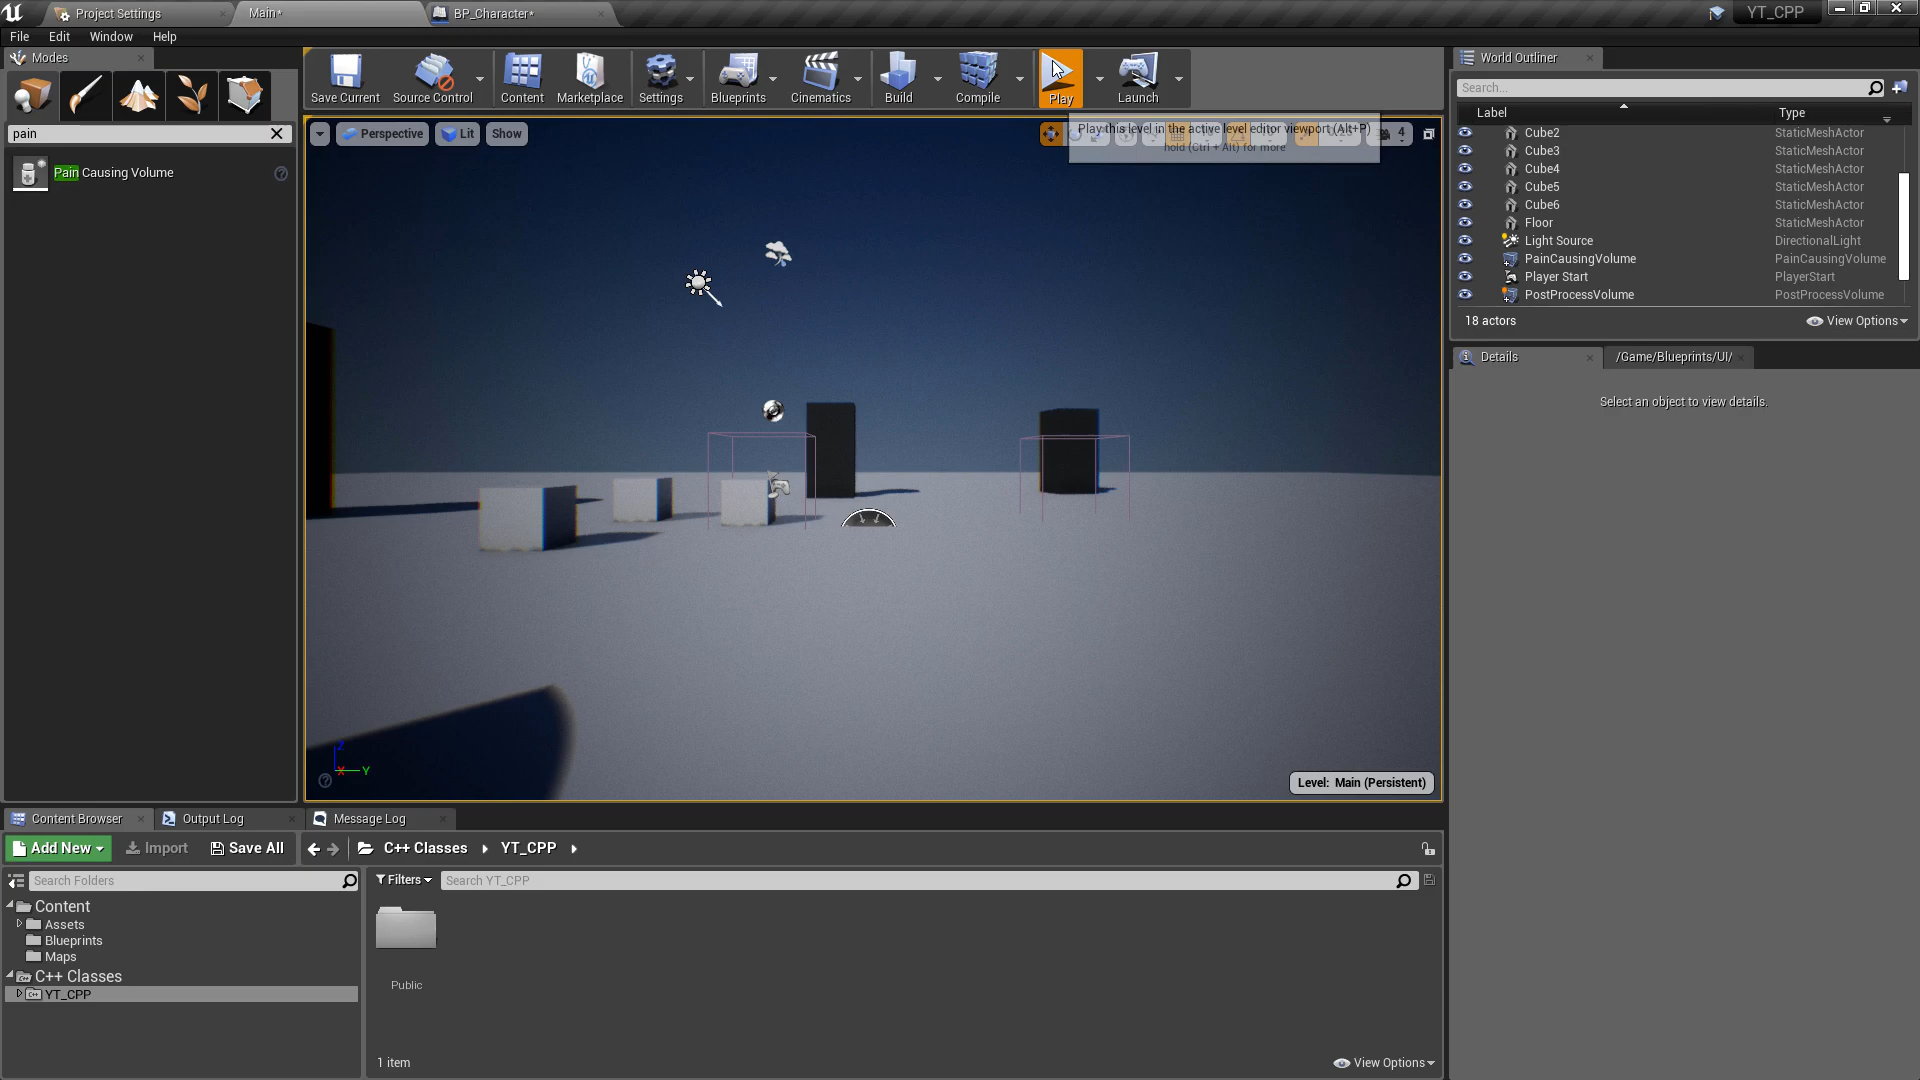 Project Settings
Main*
BP_Character*
YT_CPP
File Edit Window Help
Modes
World Outliner
Save Current
Source Control
Content
Marketplace
Settings
Blueprints
Cinematics
Build
Compile
Play
Launch
Search...
Label
Type
pain
Pain Causing Volume
Perspective
Lit
Show
Play this level in the active level editor viewport (Alt+P)
hold (Ctrl + Alt) for more
4
Cube2 StaticMeshActor
Cube3 StaticMeshActor
Cube4 StaticMeshActor
Cube5 StaticMeshActor
Cube6 StaticMeshActor
Floor StaticMeshActor
Light Source DirectionalLight
PainCausingVolume PainCausingVolume
Player Start PlayerStart
PostProcessVolume PostProcessVolume
18 actors
View Options
Details
/Game/Blueprints/UI/
Select an object to view details.
Z
X
Y
Level: Main (Persistent)
Content Browser
Output Log
Message Log
Add New
Import
Save All
C++ Classes
YT_CPP
Search Folders
Filters
Search YT_CPP
Content
Assets
Blueprints
Maps
C++ Classes
YT_CPP
Public
1 item
View Options